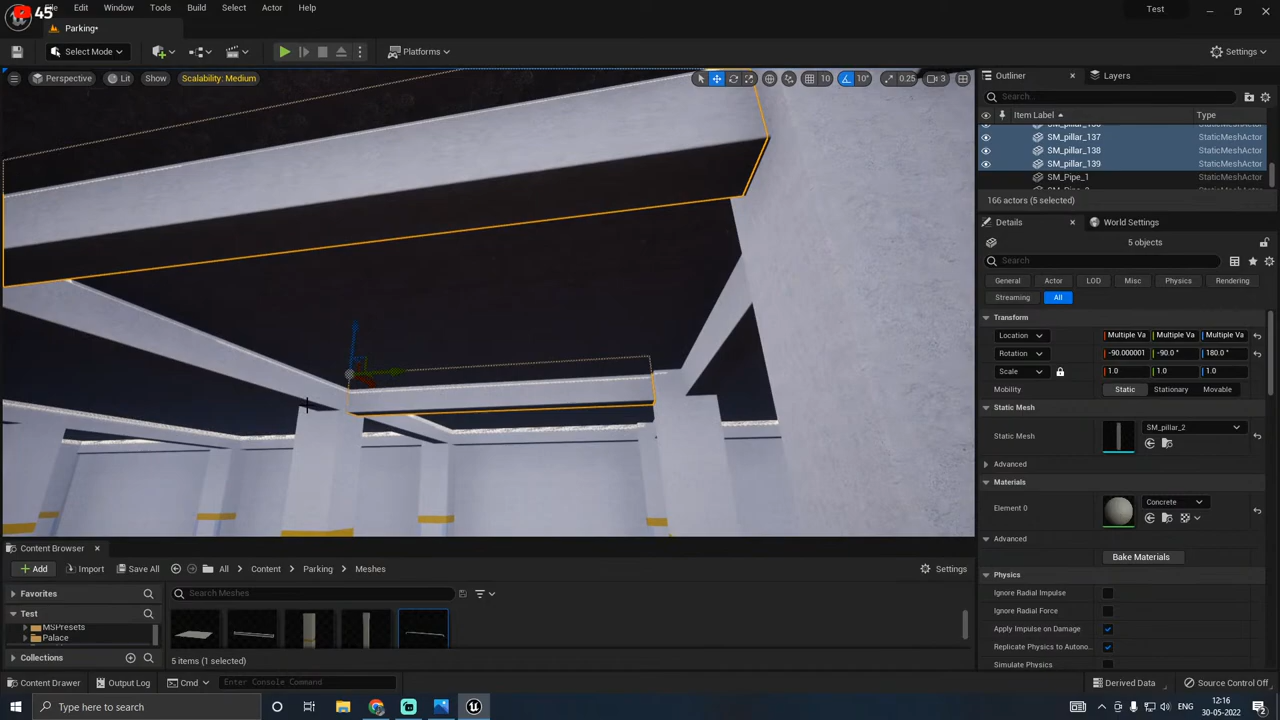 45
Edit Window Tools Build Select Actor Help
Test
Parking*
Select Mode
Platforms
Settings
Perspective Lit Show Scalability: Medium
10 10° 0.25 3
Outliner Layers
Search...
Item Label Type
SM_pillar_137 StaticMeshActor
SM_pillar_138 StaticMeshActor
SM_pillar_139 StaticMeshActor
SM_Pipe_1 StaticMeshActor
166 actors (5 selected)
Details World Settings
5 objects
Search
General Actor LOD Misc Physics Rendering
Streaming All
Transform
Location Multiple Va Multiple Va Multiple Va
Rotation -90.000001 -90.0 ° 180.0 °
Scale 1.0 1.0 1.0
Mobility Static Stationary Movable
Static Mesh
Static Mesh SM_pillar_2
Advanced
Materials
Element 0 Concrete
Advanced
Bake Materials
Physics
Ignore Radial Impulse
Ignore Radial Force
Apply Impulse on Damage
Replicate Physics to Autono...
Simulate Physics
Content Browser
Add Import Save All All Content Parking Meshes Settings
Favorites
Search Meshes
Test
MSPresets
Palace
Collections
5 items (1 selected)
Content Drawer Output Log Cmd Enter Console Command Derived Data Source Control Off
Type here to search
ENG
12:16
30-05-2022
2